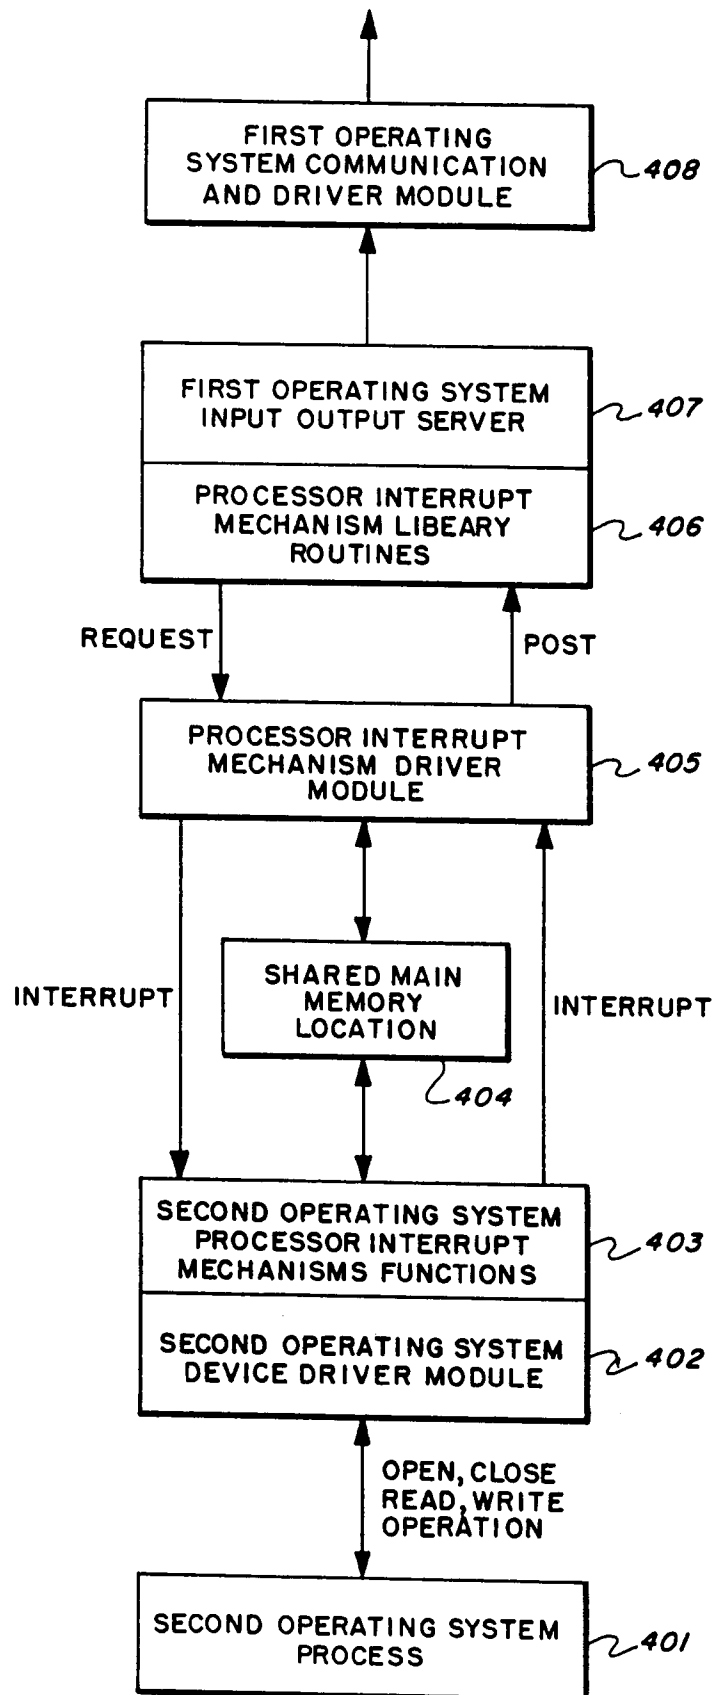 FIRST OPERATING
SYSTEM COMMUNICATION
AND DRIVER MODULE
408
FIRST OPERATING SYSTEM
INPUT OUTPUT SERVER
407
PROCESSOR INTERRUPT
MECHANISM LIBEARY
ROUTINES
406
REQUEST
POST
PROCESSOR INTERRUPT
MECHANISM DRIVER
MODULE
405
INTERRUPT
SHARED MAIN
MEMORY
LOCATION
INTERRUPT
404
SECOND OPERATING SYSTEM
PROCESSOR INTERRUPT
MECHANISMS FUNCTIONS
403
SECOND OPERATING SYSTEM
DEVICE DRIVER MODULE
402
OPEN, CLOSE
READ, WRITE
OPERATION
SECOND OPERATING SYSTEM
PROCESS
401